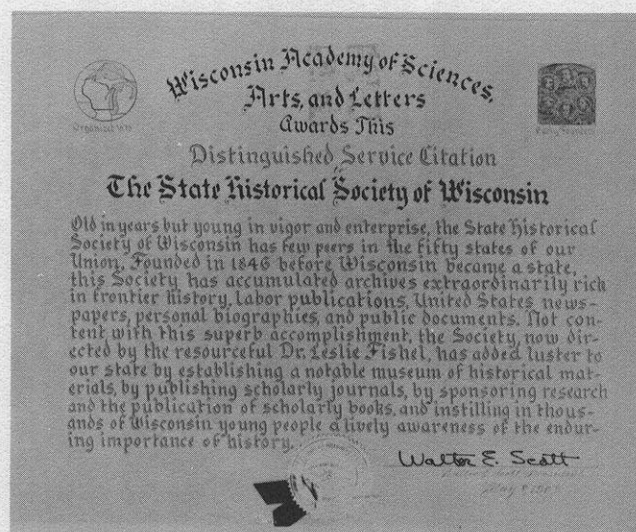 Wisconsin Academy of Sciences,
Arts, and Letters
Awards This
Distinguished Service Citation
The State Historical Society of Wisconsin
Old in years but young in vigor and enterprise, the State Historical
Society of Wisconsin has few peers in the fifty states of our
Union. Founded in 1846 before Wisconsin became a state,
this Society has accumulated archives extraordinarily rich
in frontier history, labor publications, United States news-
papers, personal biographies, and public documents. Not con-
tent with this superb accomplishment, the Society, now dir-
ected by the resourceful Dr. Leslie Fishel, has added luster to
our state by establishing a notable museum of historical mat-
erials, by publishing scholarly journals, by sponsoring research
and the publication of scholarly books, and instilling in thous-
ands of Wisconsin young people a lively awareness of the endur-
ing importance of history.
Walter E. Scott